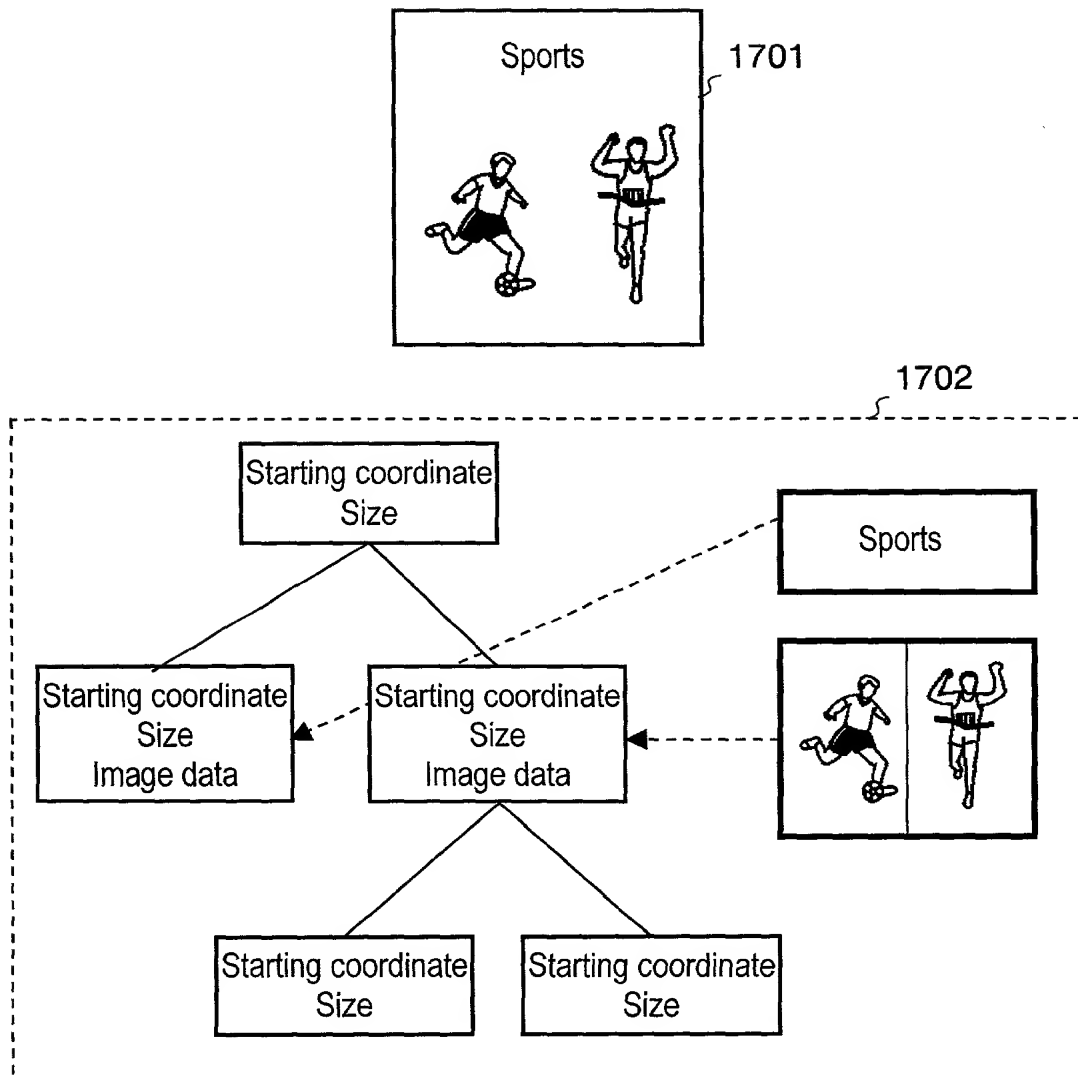 Sports
1701
1702
Starting coordinate
Size
Sports
Starting coordinate
Size
Image data
Starting coordinate
Size
Image data
Starting coordinate
Size
Starting coordinate
Size